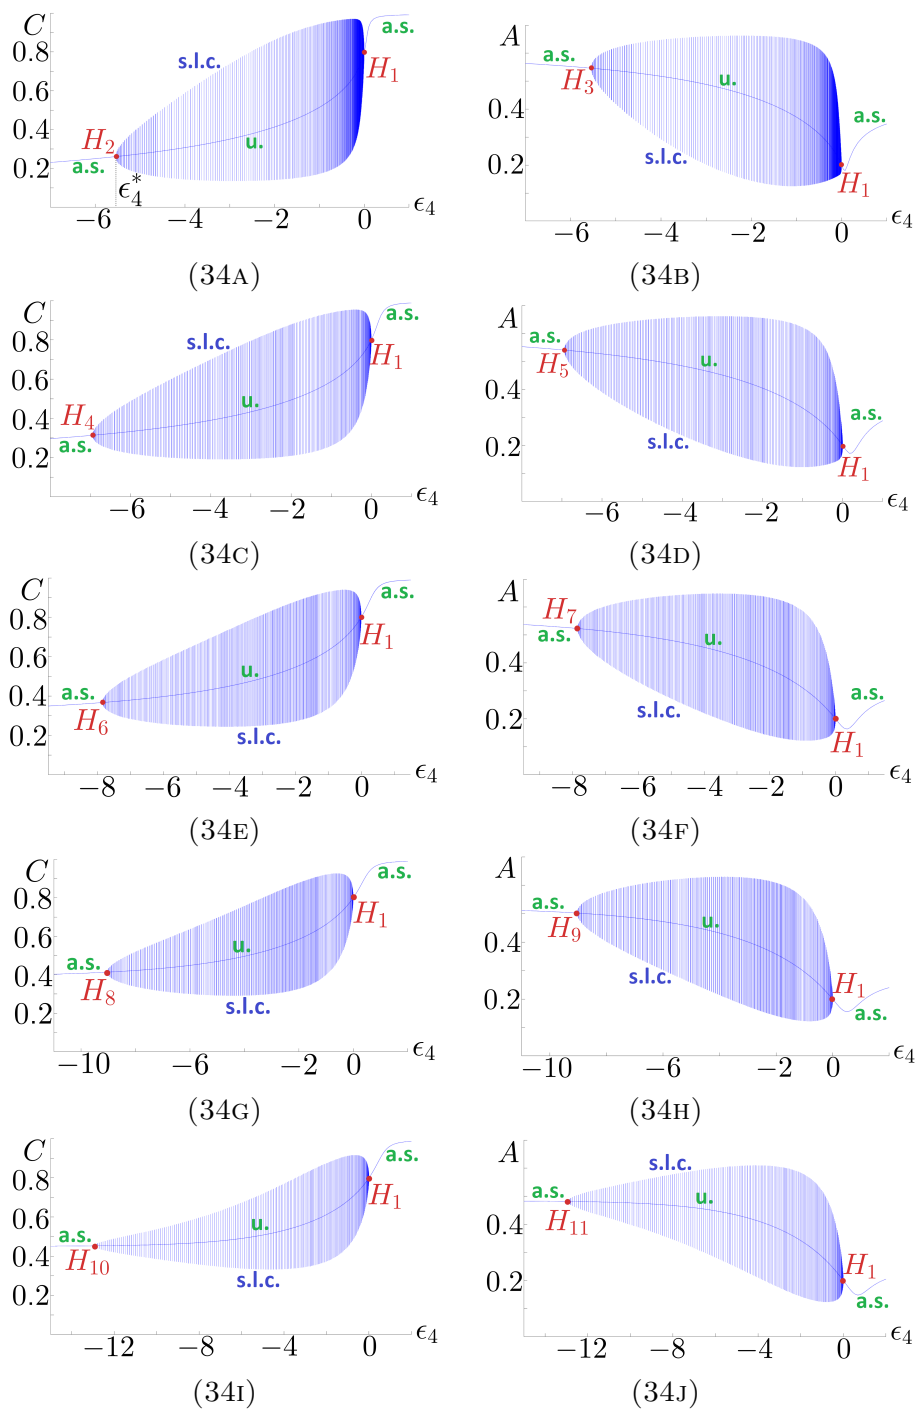 C a.s. A
0.8 s.l.c. H₁ a.s. H₃ u. a.s.
0.6 0.4
0.4 H₂ u. s.l.c.
0.2 a.s. ϵ₄* 0.2 H₁
−6 −4 −2 0 ϵ₄ −6 −4 −2 0 ϵ₄
(34A) (34B)
C a.s. A
0.8 s.l.c. H₁ a.s. H₅ u. a.s.
0.6 0.4
0.4 H₄ u. s.l.c.
0.2 a.s. 0.2 H₁
−6 −4 −2 0 ϵ₄ −6 −4 −2 0 ϵ₄
(34C) (34D)
C a.s. A
0.8 H₁ H₇ a.s. u. a.s.
0.6 u. 0.4
0.4 a.s. H₆ s.l.c.
0.2 s.l.c. 0.2 H₁
−8 −6 −4 −2 0 ϵ₄ −8 −6 −4 −2 0 ϵ₄
(34E) (34F)
C a.s. A
0.8 H₁ a.s. H₉ u.
0.6 u. 0.4
0.4 a.s. H₈ s.l.c. H₁
0.2 s.l.c. 0.2 a.s.
−10 −6 −2 0 ϵ₄ −10 −6 −2 0 ϵ₄
(34G) (34H)
C a.s. A s.l.c.
0.8 H₁ a.s. H₁₁ u.
0.6 u. 0.4
0.4 a.s. H₁₀ s.l.c. H₁
0.2 0.2 a.s.
−12 −8 −4 0 ϵ₄ −12 −8 −4 0 ϵ₄
(34I) (34J)